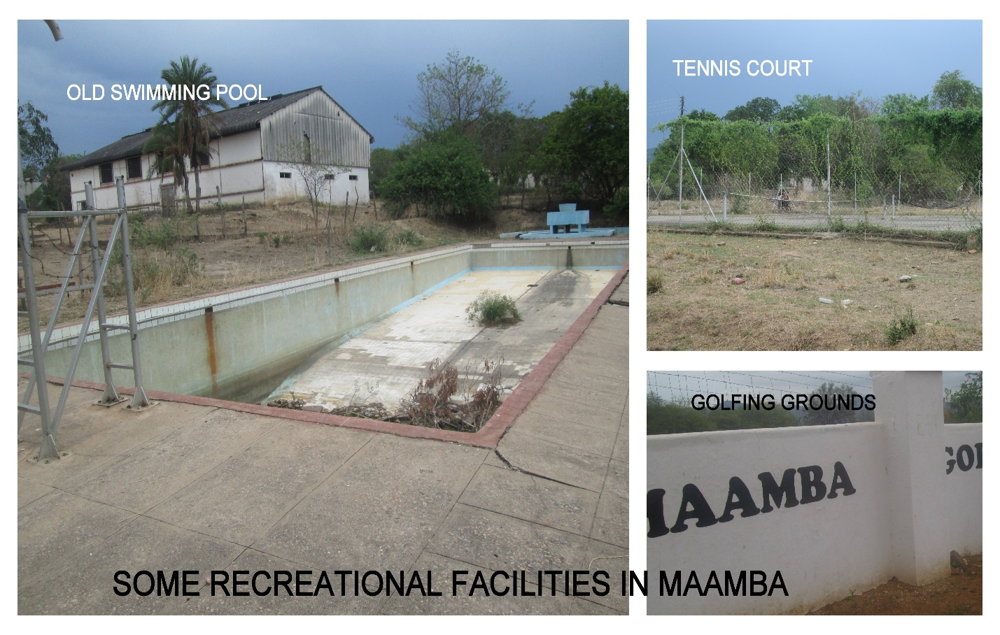 OLD SWIMMING POOL
TENNIS COURT
GOLFING GROUNDS
MAAMBA
SOME RECREATIONAL FACILITIES IN MAAMBA